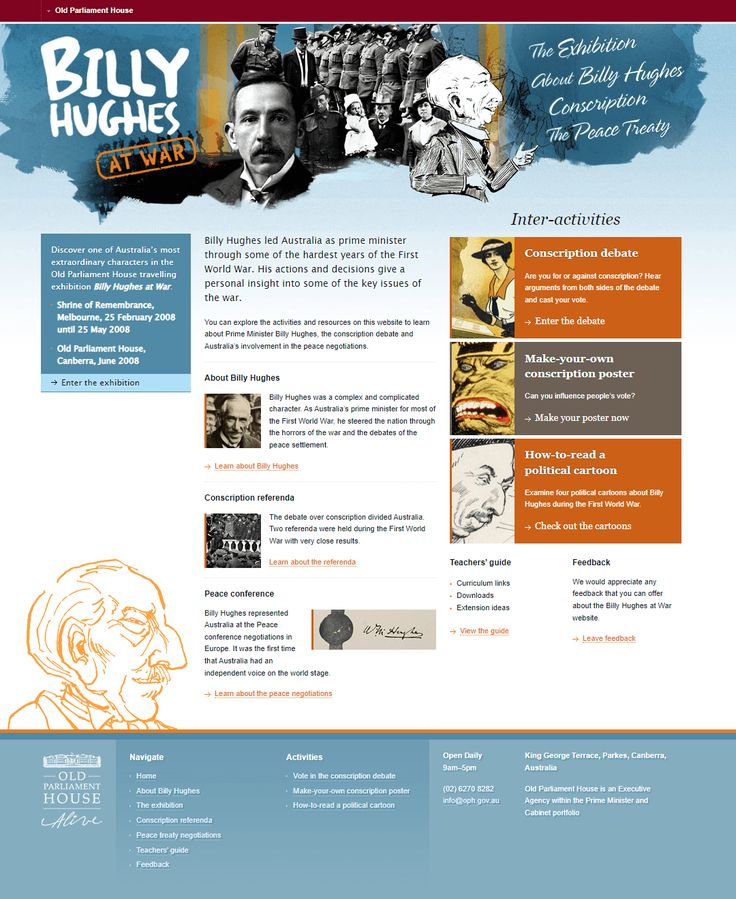 Old Parliament House
BILLY
HUGHES
AT WAR
The Exhibition
About Billy Hughes
Conscription
The Peace Treaty
Discover one of Australia's most
extraordinary characters in the
Old Parliament House travelling
exhibition Billy Hughes at War.
Shrine of Remembrance,
Melbourne, 25 February 2008
until 25 May 2008
Old Parliament House,
Canberra, June 2008
→ Enter the exhibition
Billy Hughes led Australia as prime minister
through some of the hardest years of the First
World War. His actions and decisions give a
personal insight into some of the key issues of
the war.
You can explore the activities and resources on this website to learn
about Prime Minister Billy Hughes, the conscription debate and
Australia's involvement in the peace negotiations.
About Billy Hughes
Billy Hughes was a complex and complicated
character. As Australia's prime minister for most of
the First World War, he steered the nation through
the horrors of the war and the debates of the
peace settlement.
→ Learn about Billy Hughes
Conscription referenda
The debate over conscription divided Australia.
Two referenda were held during the First World
War with very close results.
Learn about the referenda
Peace conference
Billy Hughes represented
Australia at the Peace
conference negotiations in
Europe. It was the first time
that Australia had an
independent voice on the world stage.
W M Hughes
→ Learn about the peace negotiations
Inter-activities
Conscription debate
Are you for or against conscription? Hear
arguments from both sides of the debate
and cast your vote.
→ Enter the debate
Make-your-own
conscription poster
Can you influence people's vote?
→ Make your poster now
How-to-read a
political cartoon
Examine four political cartoons about Billy
Hughes during the First World War.
→ Check out the cartoons
Teachers' guide
Curriculum links
Downloads
Extension ideas
→ View the guide
Feedback
We would appreciate any
feedback that you can offer
about the Billy Hughes at War
website.
→ Leave feedback
OLD
PARLIAMENT
HOUSE
Alive
Navigate
Home
About Billy Hughes
The exhibition
Conscription referenda
Peace treaty negotiations
Teachers' guide
Feedback
Activities
Vote in the conscription debate
Make-your-own conscription poster
How-to-read a political cartoon
Open Daily
9am–5pm
(02) 6270 8282
info@oph.gov.au
King George Terrace, Parkes, Canberra,
Australia
Old Parliament House is an Executive
Agency within the Prime Minister and
Cabinet portfolio